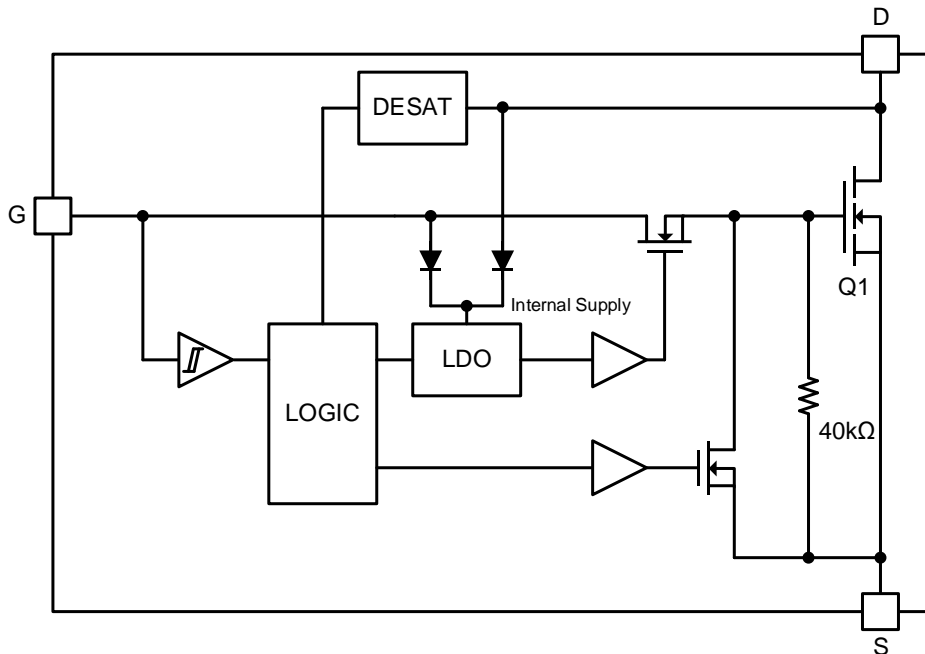 D
DESAT
G
Q1
Internal Supply
LDO
LOGIC
40kΩ
S